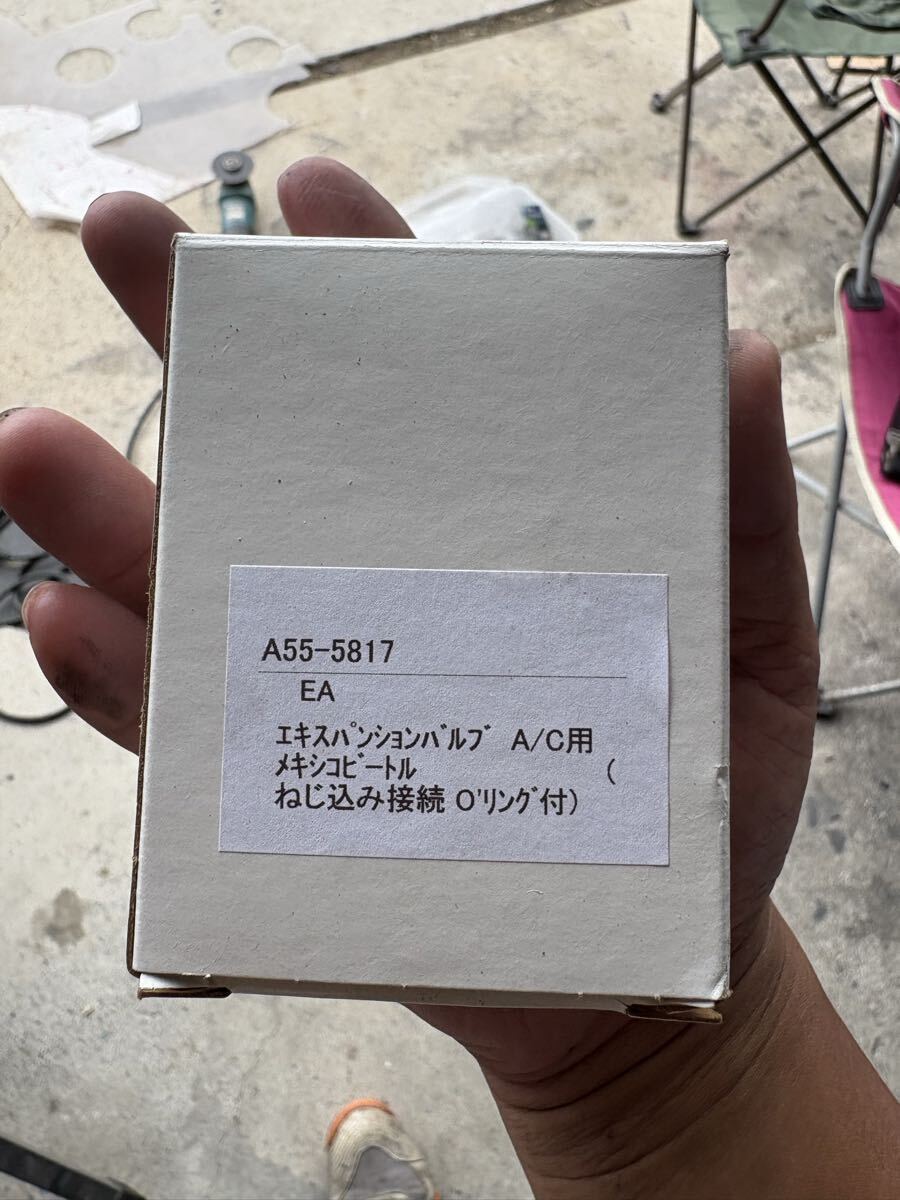 A55-5817
EA
ｴｷｽﾊﾟﾝｼｮﾝﾊﾞﾙﾌﾞ A/C用
ﾒｷｼｺﾋﾞｰﾄﾙ (
ねじ込み接続 O'ﾘﾝｸﾞ付)